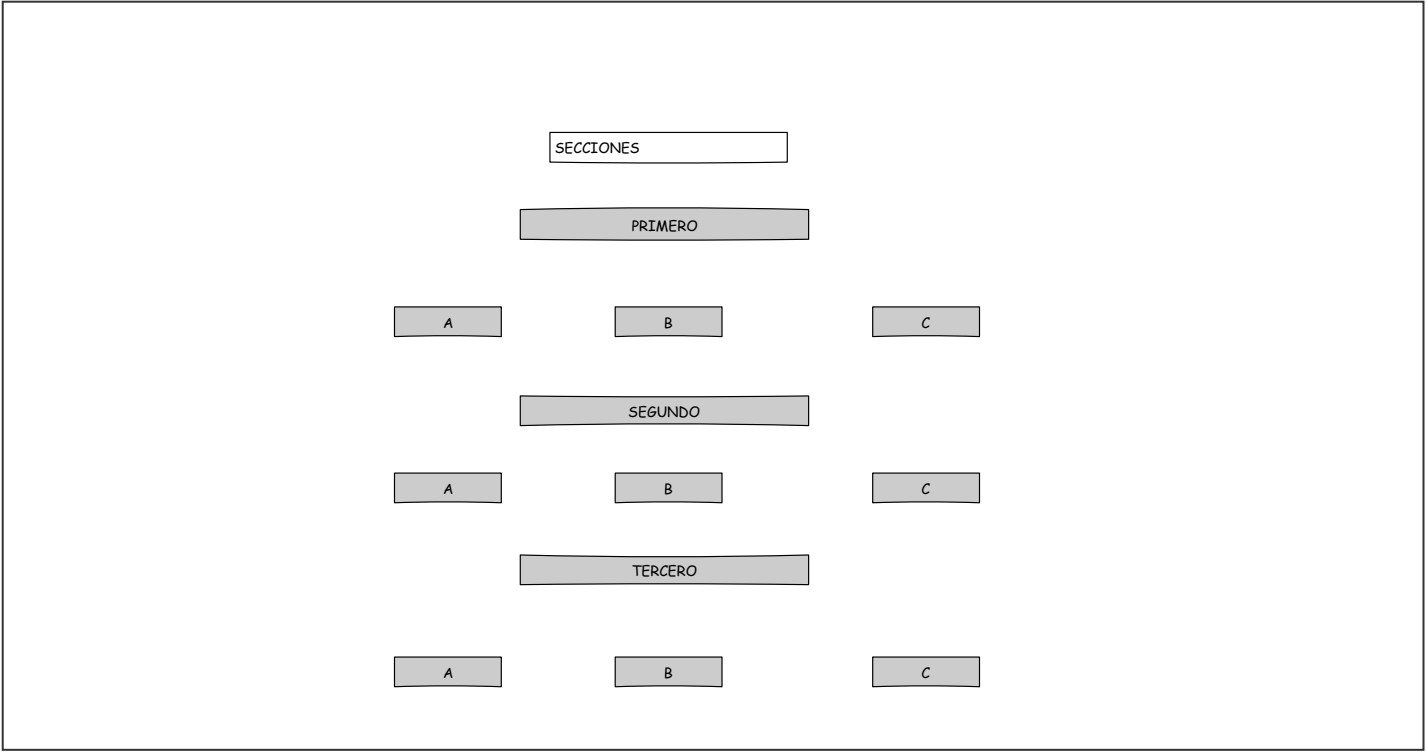 SECCIONES
PRIMERO
A B C
SEGUNDO
A B C
TERCERO
A B C